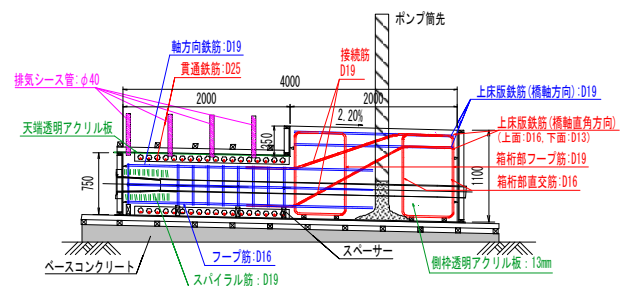 ポンプ筒先
軸方向鉄筋:D19
貫通鉄筋:D25
排気シース管:φ40
接続筋
D19
4000
2000
2000
2.20%
上床版鉄筋(橋軸方向):D19
上床版鉄筋(橋軸直角方向)
(上面:D16, 下面:D13)
天端透明アクリル板
350
箱桁部フープ筋:D19
箱桁部直交筋:D16
750
1100
フープ筋:D16
スペーサー
側枠透明アクリル板:13mm
ベースコンクリート
スパイラル筋:D19